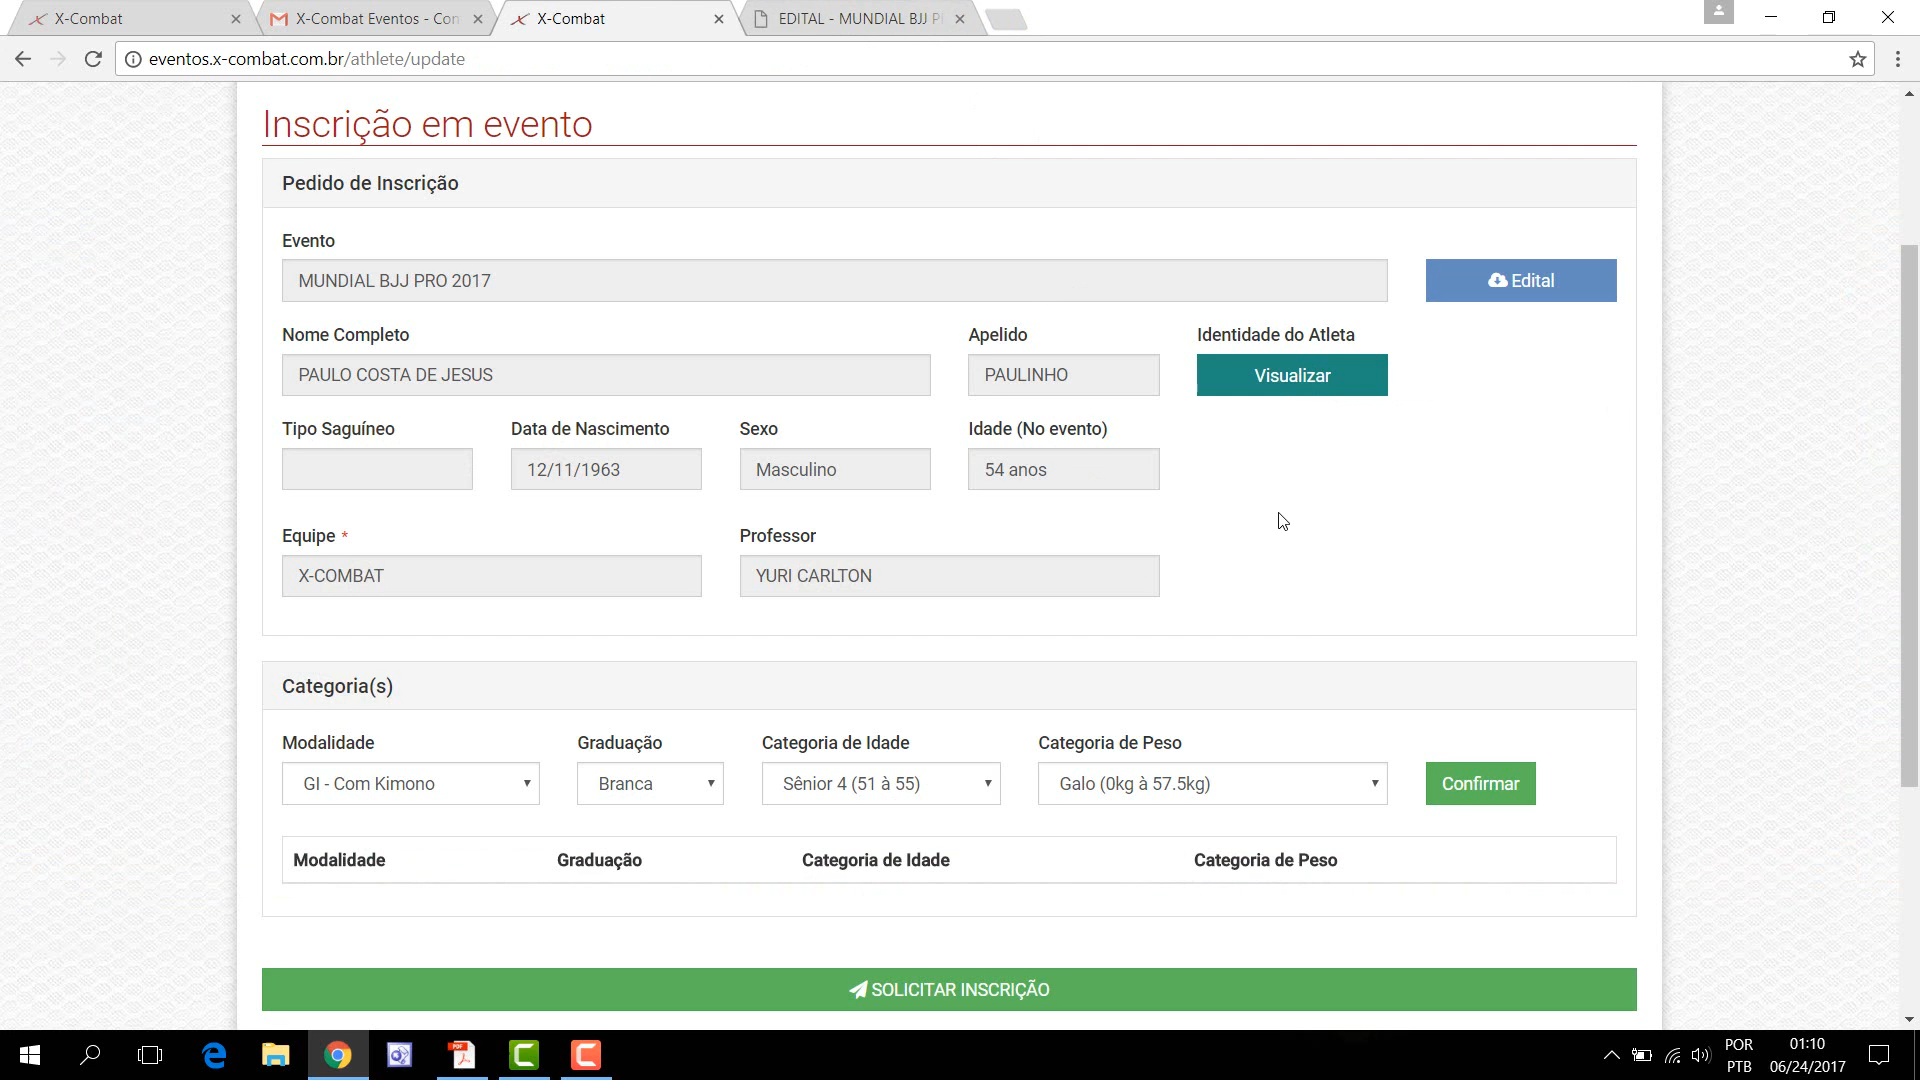 X-Combat
X-Combat Eventos - Con
X-Combat
EDITAL - MUNDIAL BJJ P
eventos.x-combat.com.br/athlete/update
Inscrição em evento
Pedido de Inscrição
Evento
MUNDIAL BJJ PRO 2017
Edital
Nome Completo
Apelido
Identidade do Atleta
PAULO COSTA DE JESUS
PAULINHO
Visualizar
Tipo Saguíneo
Data de Nascimento
Sexo
Idade (No evento)
12/11/1963
Masculino
54 anos
Equipe *
Professor
X-COMBAT
YURI CARLTON
Categoria(s)
Modalidade
Graduação
Categoria de Idade
Categoria de Peso
GI - Com Kimono
Branca
Sênior 4 (51 à 55)
Galo (0kg à 57.5kg)
Confirmar
Modalidade
Graduação
Categoria de Idade
Categoria de Peso
SOLICITAR INSCRIÇÃO
POR
PTB
01:10
06/24/2017